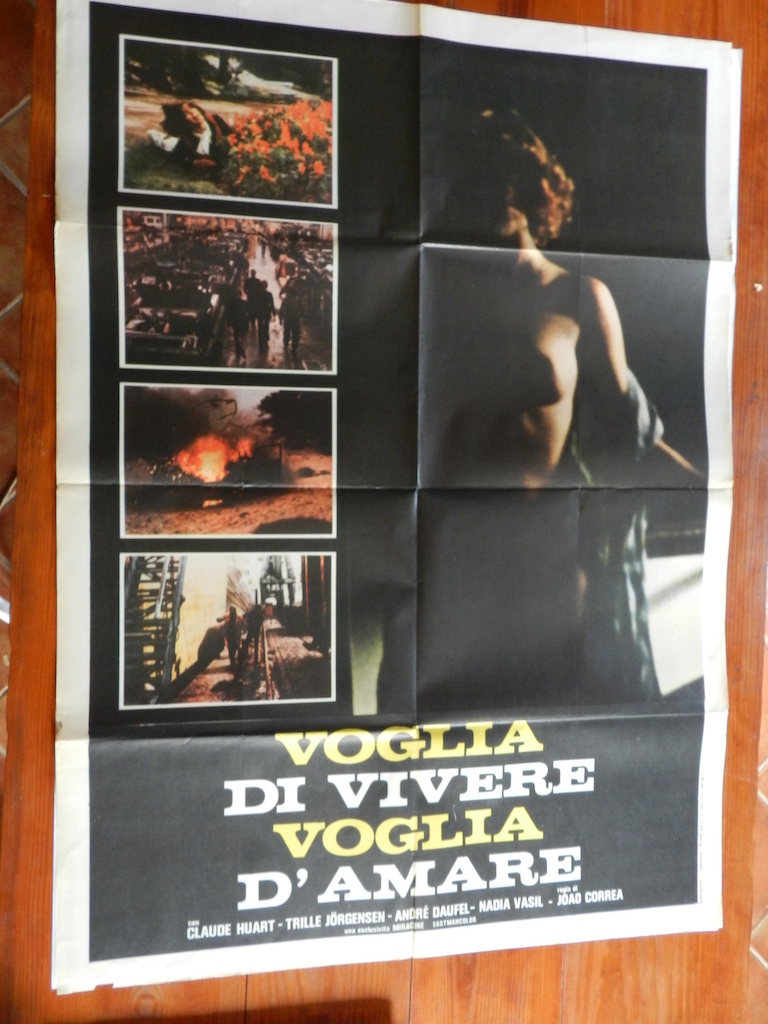 VOGLIA
DI VIVERE
VOGLIA
D'AMARE
con
regia di
CLAUDE HUART - TRILLE JÖRGENSEN - ANDRÉ DAUFEL - NADIA VASIL - JOAO CORREA
una esclusività MIRACINE EASTMANCOLOR